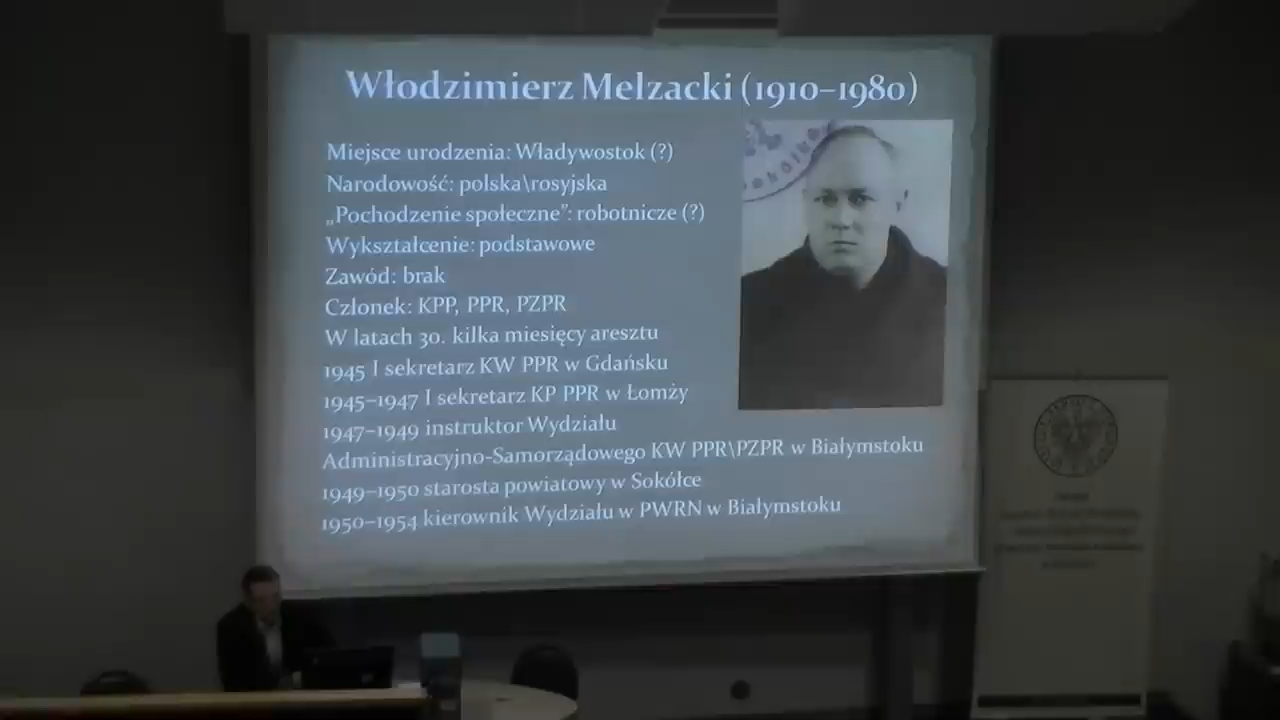 Włodzimierz Melzacki (1910–1980)
Miejsce urodzenia: Władywostok (?)
Narodowość: polska\rosyjska
„Pochodzenie społeczne”: robotnicze (?)
Wykształcenie: podstawowe
Zawód: brak
Członek: KPP, PPR, PZPR
W latach 30. kilka miesięcy aresztu
1945 I sekretarz KW PPR w Gdańsku
1945–1947 I sekretarz KP PPR w Łomży
1947–1949 instruktor Wydziału
Administracyjno-Samorządowego KW PPR\PZPR w Białymstoku
1949–1950 starosta powiatowy w Sokółce
1950–1954 kierownik Wydziału w PWRN w Białymstoku